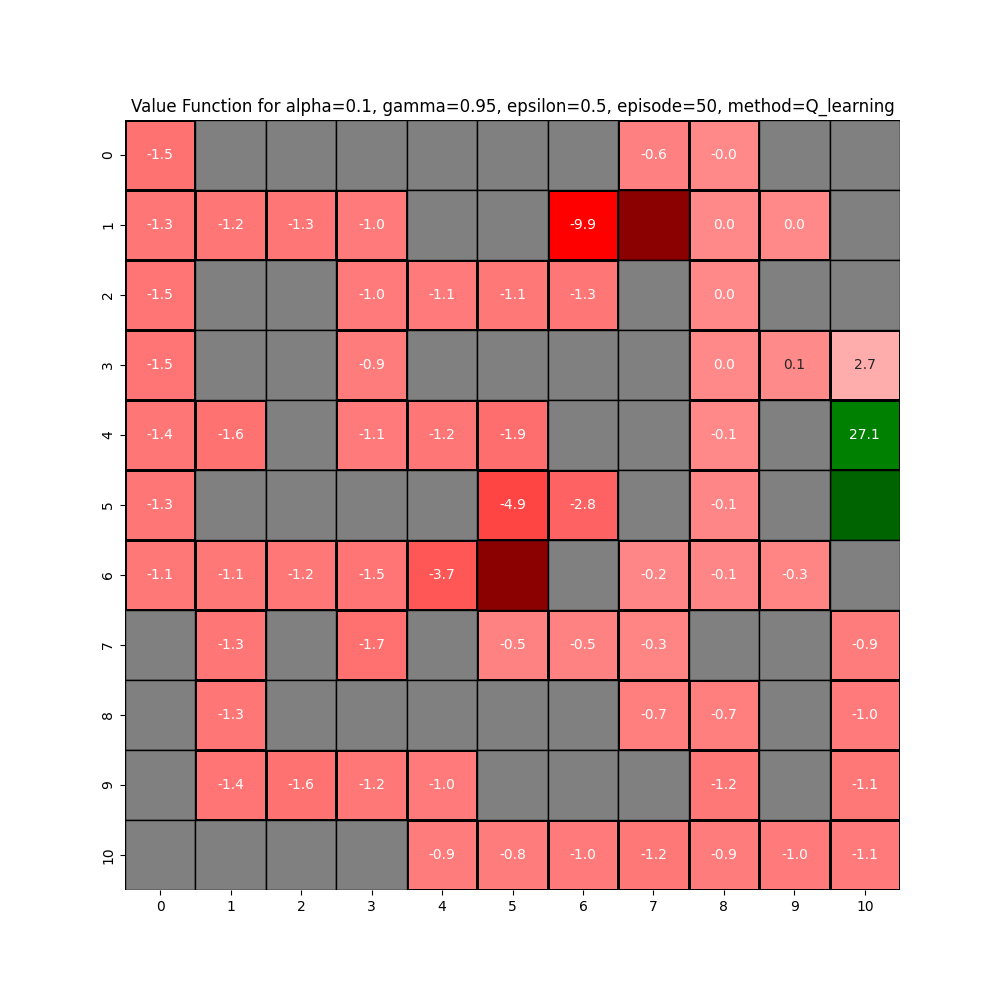 Value Function for alpha=0.1, gamma=0.95, epsilon=0.5, episode=50, method=Q_learning
0 -1.5 -0.6 -0.0
1 -1.3 -1.2 -1.3 -1.0 -9.9 0.0 0.0
2 -1.5 -1.0 -1.1 -1.1 -1.3 0.0
3 -1.5 -0.9 0.0 0.1 2.7
4 -1.4 -1.6 -1.1 -1.2 -1.9 -0.1 27.1
5 -1.3 -4.9 -2.8 -0.1
6 -1.1 -1.1 -1.2 -1.5 -3.7 -0.2 -0.1 -0.3
7 -1.3 -1.7 -0.5 -0.5 -0.3 -0.9
8 -1.3 -0.7 -0.7 -1.0
9 -1.4 -1.6 -1.2 -1.0 -1.2 -1.1
10 -0.9 -0.8 -1.0 -1.2 -0.9 -1.0 -1.1
0 1 2 3 4 5 6 7 8 9 10